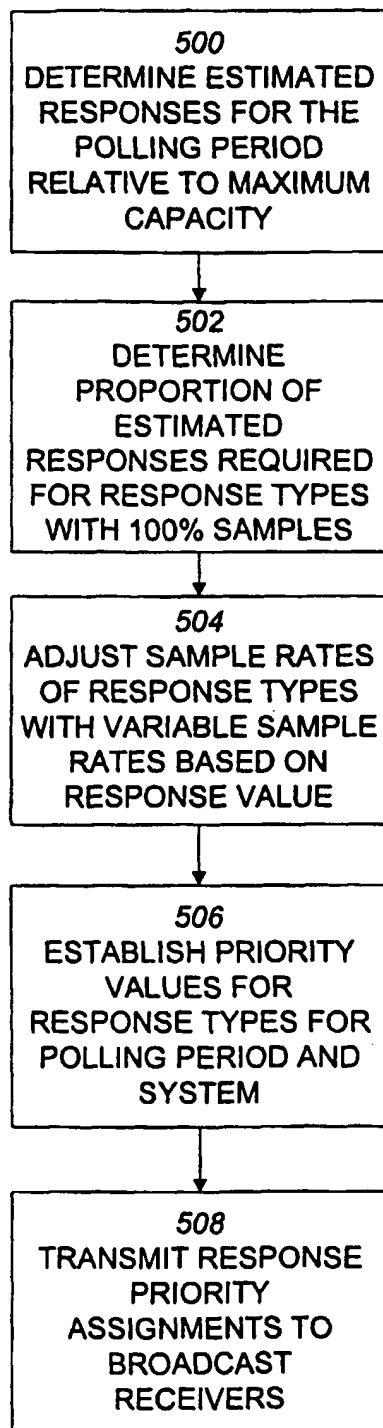 500
DETERMINE ESTIMATED
RESPONSES FOR THE
POLLING PERIOD
RELATIVE TO MAXIMUM
CAPACITY
502
DETERMINE
PROPORTION OF
ESTIMATED
RESPONSES REQUIRED
FOR RESPONSE TYPES
WITH 100% SAMPLES
504
ADJUST SAMPLE RATES
OF RESPONSE TYPES
WITH VARIABLE SAMPLE
RATES BASED ON
RESPONSE VALUE
506
ESTABLISH PRIORITY
VALUES FOR
RESPONSE TYPES FOR
POLLING PERIOD AND
SYSTEM
508
TRANSMIT RESPONSE
PRIORITY
ASSIGNMENTS TO
BROADCAST
RECEIVERS